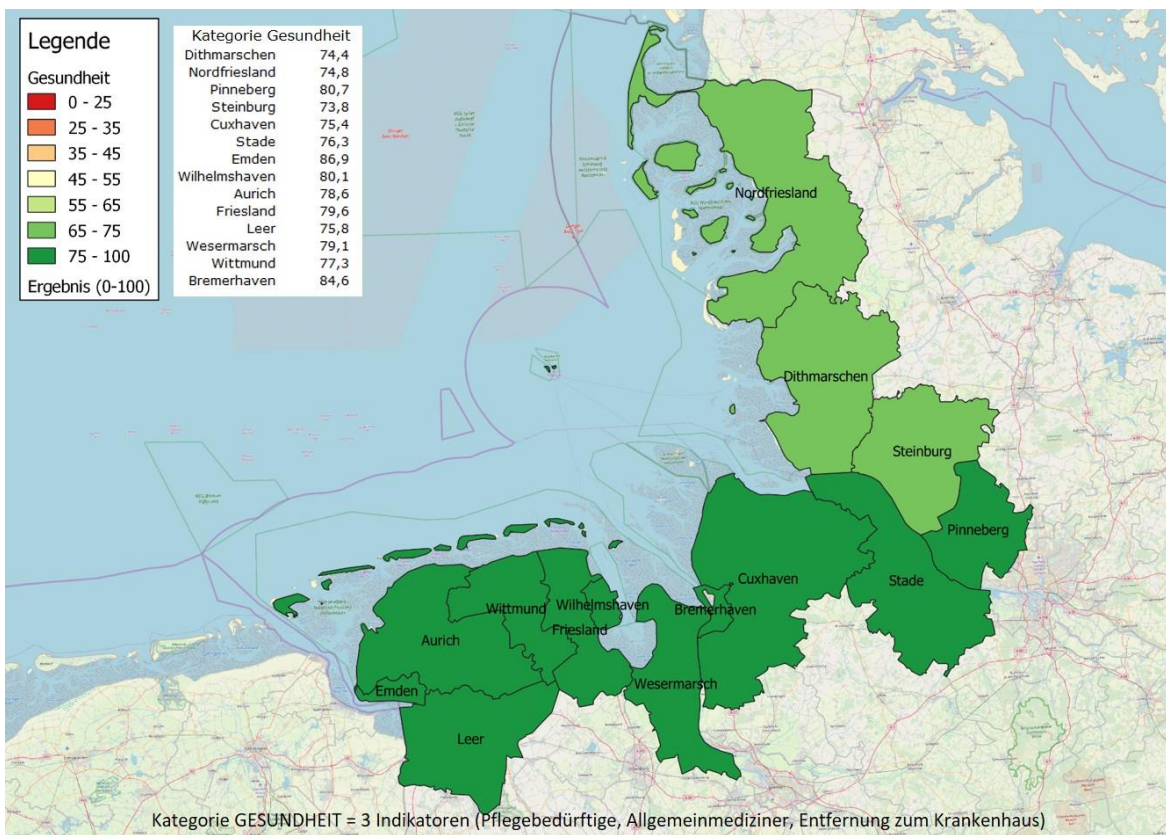 Legende
Gesundheit
0 - 25
25 - 35
35 - 45
45 - 55
55 - 65
65 - 75
75 - 100
Ergebnis (0-100)
Kategorie Gesundheit
Dithmarschen 74,4
Nordfriesland 74,8
Pinneberg 80,7
Steinburg 73,8
Cuxhaven 75,4
Stade 76,3
Emden 86,9
Wilhelmshaven 80,1
Aurich 78,6
Friesland 79,6
Leer 75,8
Wesermarsch 79,1
Wittmund 77,3
Bremerhaven 84,6
Nordfriesland
Dithmarschen
Steinburg
Pinneberg
Cuxhaven
Stade
Wittmund
Wilhelmshaven
Bremerhaven
Friesland
Aurich
Emden
Wesermarsch
Leer
Kategorie GESUNDHEIT = 3 Indikatoren (Pflegebedürftige, Allgemeinmediziner, Entfernung zum Krankenhaus)